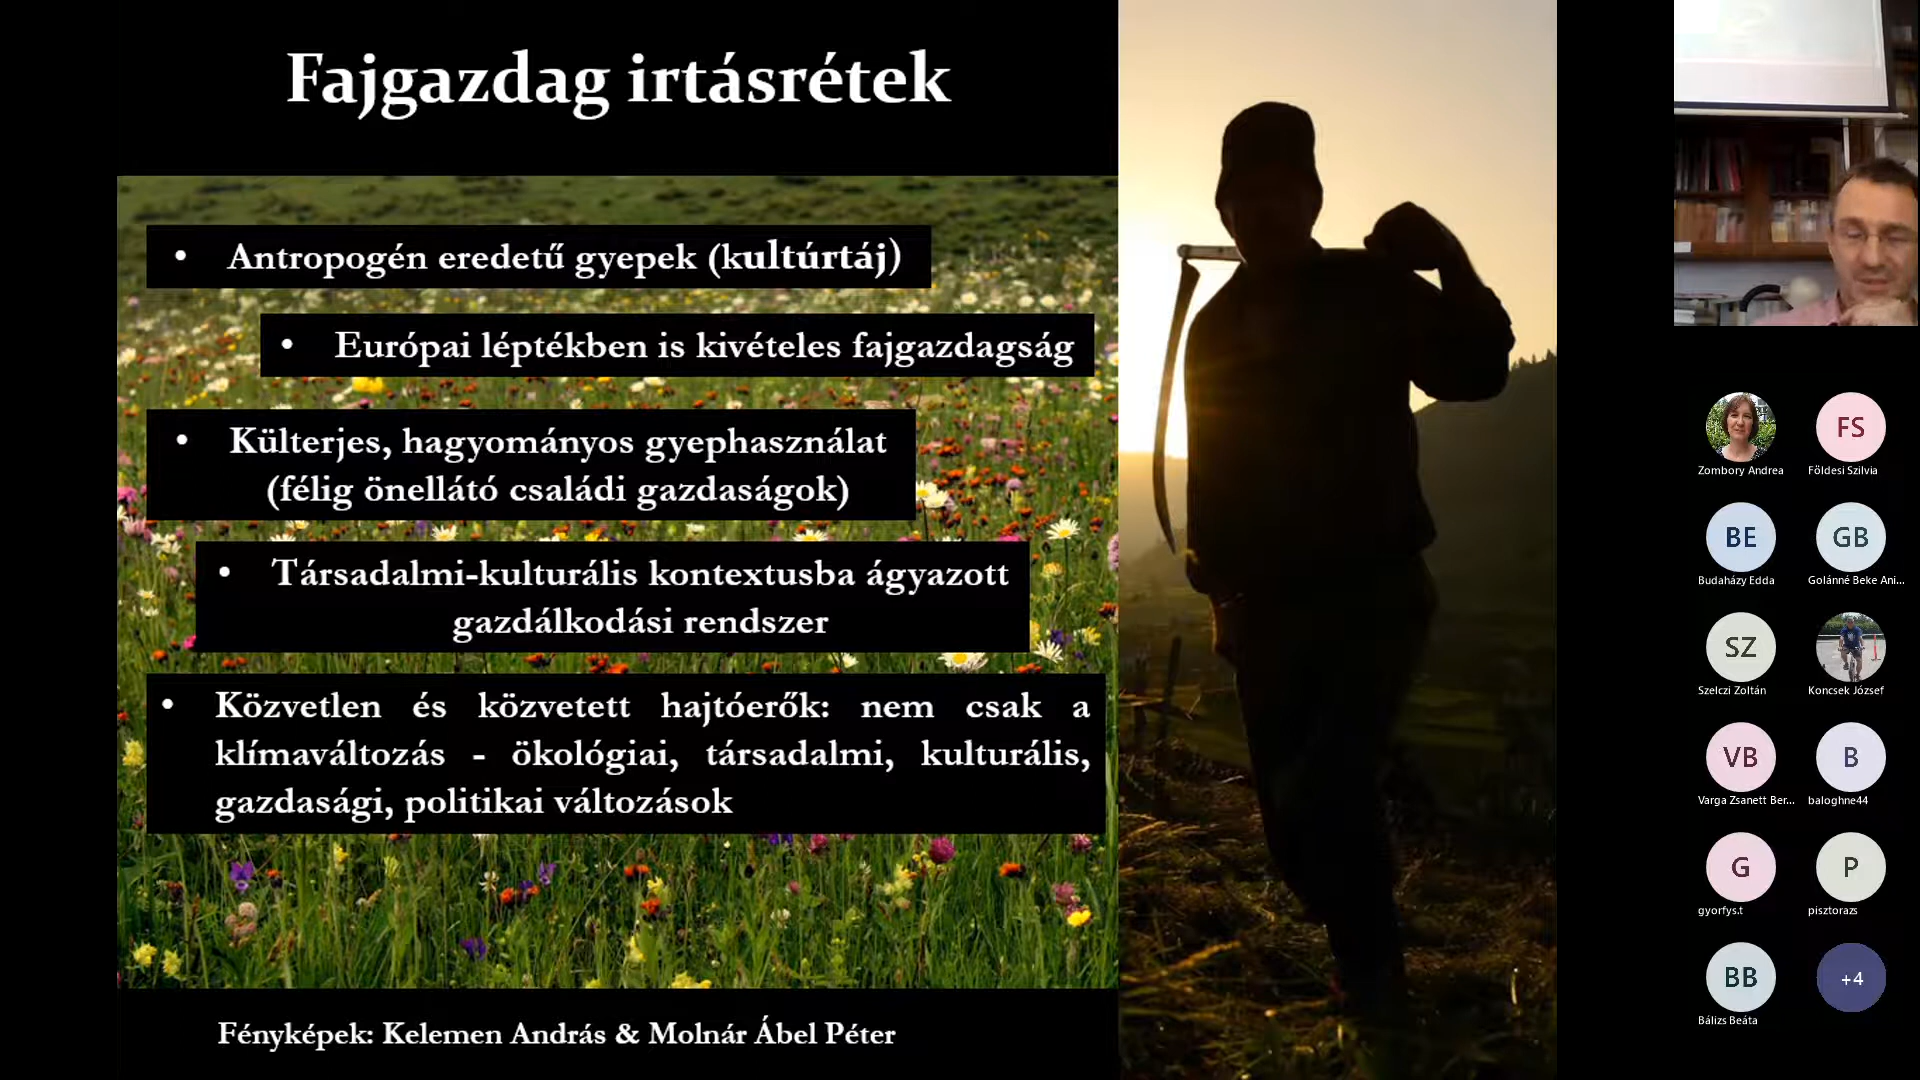 Fajgazdag irtásrétek
• Antropogén eredetű gyepek (kultúrtáj)
• Európai léptékben is kivételes fajgazdagság
• Külterjes, hagyományos gyephasználat
(félig önellátó családi gazdaságok)
• Társadalmi-kulturális kontextusba ágyazott
gazdálkodási rendszer
• Közvetlen és közvetett hajtóerők: nem csak a
klímaváltozás - ökológiai, társadalmi, kulturális,
gazdasági, politikai változások
Fényképek: Kelemen András & Molnár Ábel Péter
Zombory Andrea
FS
Földesi Szilvia
BE
Budaházy Edda
GB
Golánné Beke Ani...
SZ
Szelczi Zoltán
Koncsek József
VB
Varga Zsanett Ber...
B
baloghne44
G
gyorfys.t
P
pisztorazs
BB
Bálizs Beáta
+4